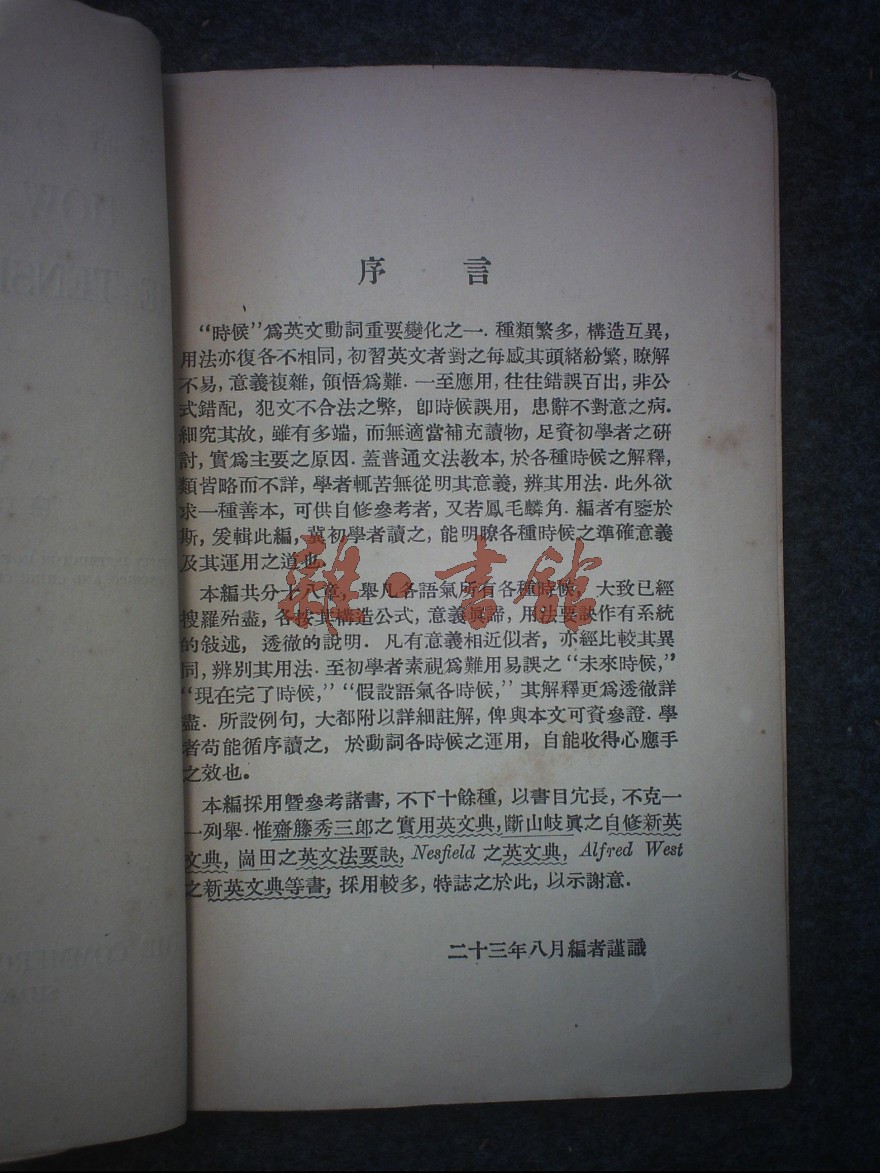 序言
“時候”爲英文動詞重要變化之一．種類繁多，構造互異，
用法亦復各不相同，初習英文者對之每感其頭緒紛繁，瞭解
不易，意義複雜，領悟爲難．一至應用，往往錯誤百出，非公
式錯配，犯文不合法之弊，卽時候誤用，患辭不對意之病．
細究其故，雖有多端，而無適當補充讀物，足資初學者之硏
討，實爲主要之原因．蓋普通文法敎本，於各種時候之解釋，
類皆略而不詳，學者輒苦無從明其意義，辨其用法．此外欲
求一種善本，可供自修參考者，又若鳳毛麟角．編者有鑒於
斯，爰輯此編，冀初學者讀之，能明瞭各種時候之準確意義
及其運用之道也．
本編共分十八章，舉凡各語氣所有各種時候，大致已經
搜羅殆盡，各按其構造公式，意義眞諦，用法要訣作有系統
的敍述，透徹的說明．凡有意義相近似者，亦經比較其異
同，辨別其用法．至初學者素視爲難用易誤之“未來時候，”
“現在完了時候，”“假設語氣各時候，”其解釋更爲透徹詳
盡．所設例句，大都附以詳細註解，俾與本文可資參證．學
者苟能循序讀之，於動詞各時候之運用，自能收得心應手
之效也。
本編採用曁參考諸書，不下十餘種，以書目冗長，不克一
一列舉．惟齋籐秀三郎之實用英文典，斷山岐眞之自修新英
文典，崗田之英文法要訣，Nesfield 之英文典，Alfred West
之新英文典等書，採用較多，特誌之於此，以示謝意．
二十三年八月編者謹識
雜·書館